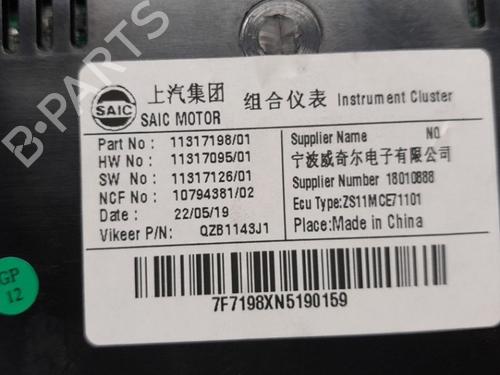 B-PARTS
SAIC
上汽集团 组合仪表 Instrument Cluster
SAIC MOTOR
Part No : 11317198/01
HW No : 11317095/01
SW No : 11317126/01
NCF No : 10794381/02
Date : 22/05/19
Vikeer P/N: QZB1143J1
Supplier Name NO.
宁波威奇尔电子有限公司
Supplier Number 18010888
Ecu Type:ZS11MCE71101
Place:Made in China
7F7198XN5190159
GP
12